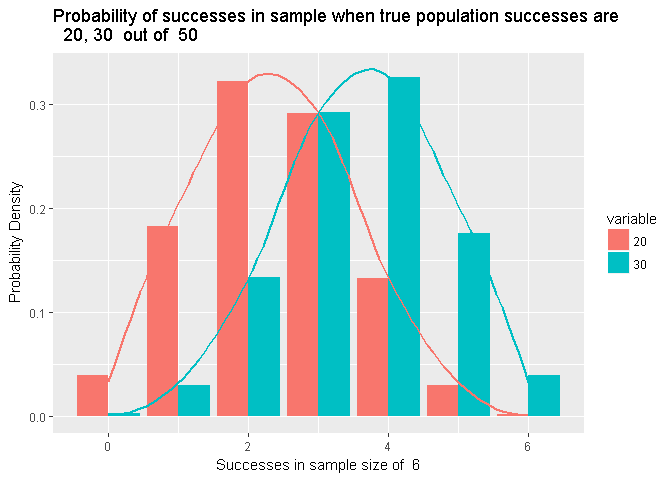 Probability of successes in sample when true population successes are
20, 30 out of 50
0.3
0.2
0.1
0.0
Probability Density
0
2
4
6
Successes in sample size of 6
variable
20
30